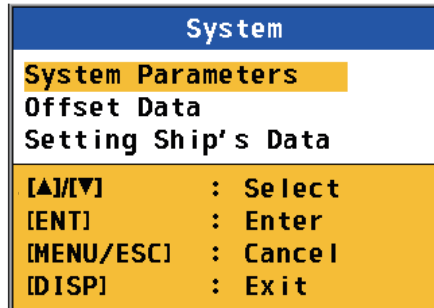 System
System Parameters
Offset Data
Setting Ship's Data
[▲]/[▼] : Select
[ENT] : Enter
[MENU/ESC] : Cancel
[DISP] : Exit